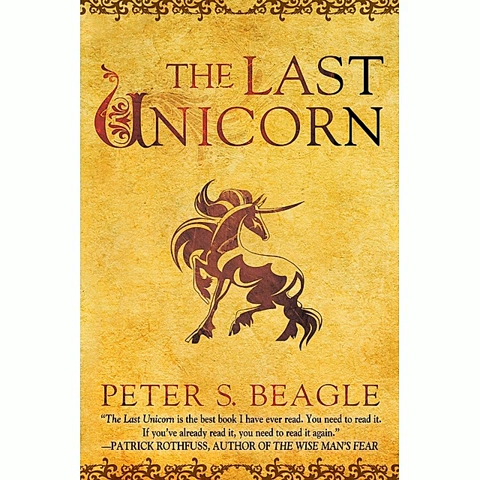 THE LAST
UNICORN
PETER S. BEAGLE
“The Last Unicorn is the best book I have ever read. You need to read it.
If you’ve already read it, you need to read it again.”
—PATRICK ROTHFUSS, AUTHOR OF THE WISE MAN’S FEAR